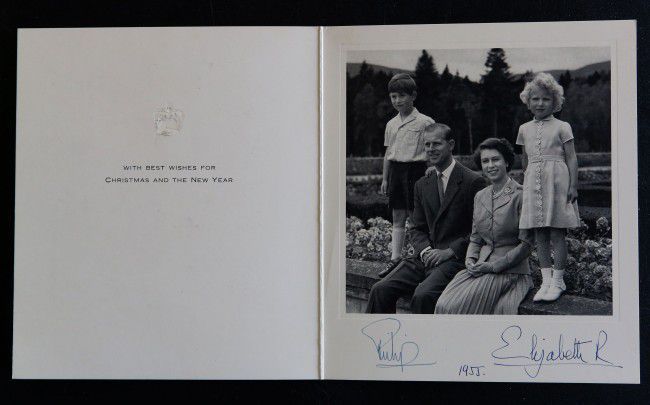 WITH BEST WISHES FOR
CHRISTMAS AND THE NEW YEAR
Philip
1955.
Elizabeth R